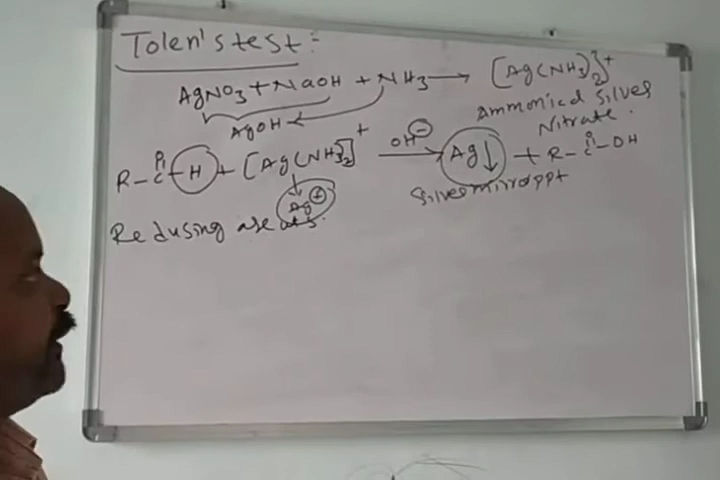 Tolen's test :-
AgNO3 + NaOH + NH3 → [Ag(NH3)2]+
AgOH ←
Ammonical Silver
Nitrate .
R-C-H + [Ag(NH3)2]+ OH⊖ → Ag↓ + R-C-OH
O
Ag⊕
Silver mirror ppt
Redusing